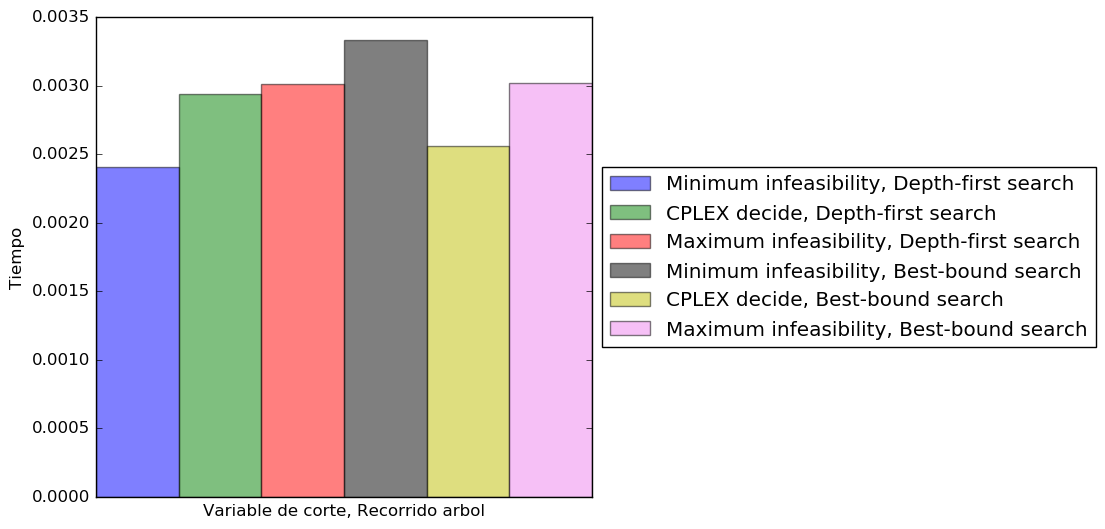 0.0035
0.0030
0.0025
0.0020
0.0015
0.0010
0.0005
0.0000
Tiempo
Variable de corte, Recorrido arbol
Minimum infeasibility, Depth-first search
CPLEX decide, Depth-first search
Maximum infeasibility, Depth-first search
Minimum infeasibility, Best-bound search
CPLEX decide, Best-bound search
Maximum infeasibility, Best-bound search